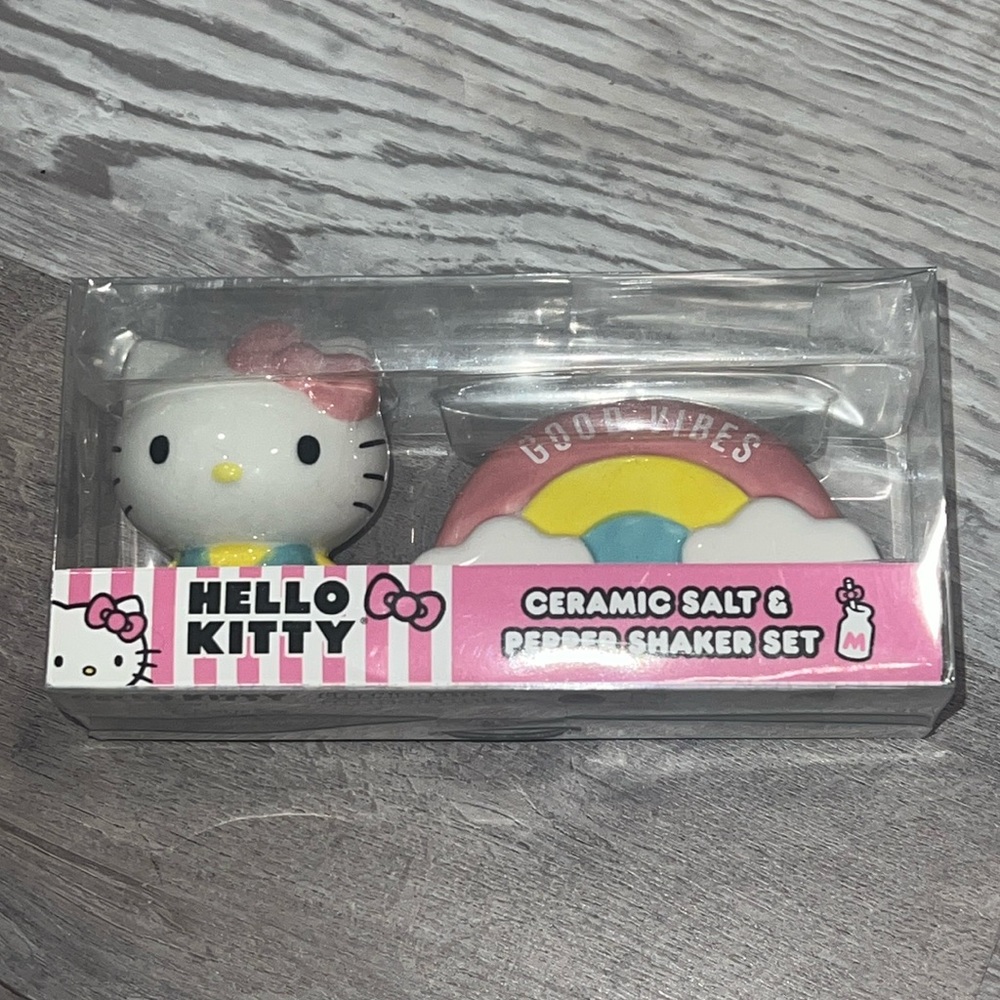 GOOD VIBES
HELLO
KITTY®
CERAMIC SALT &
PEPPER SHAKER SET
M